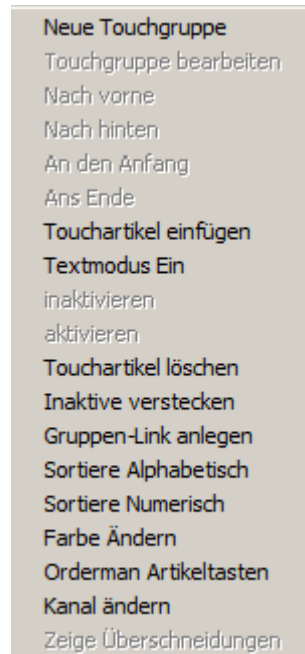 Neue Touchgruppe
Touchgruppe bearbeiten
Nach vorne
Nach hinten
An den Anfang
Ans Ende
Touchartikel einfügen
Textmodus Ein
inaktivieren
aktivieren
Touchartikel löschen
Inaktive verstecken
Gruppen-Link anlegen
Sortiere Alphabetisch
Sortiere Numerisch
Farbe Ändern
Orderman Artikeltasten
Kanal ändern
Zeige Überschneidungen